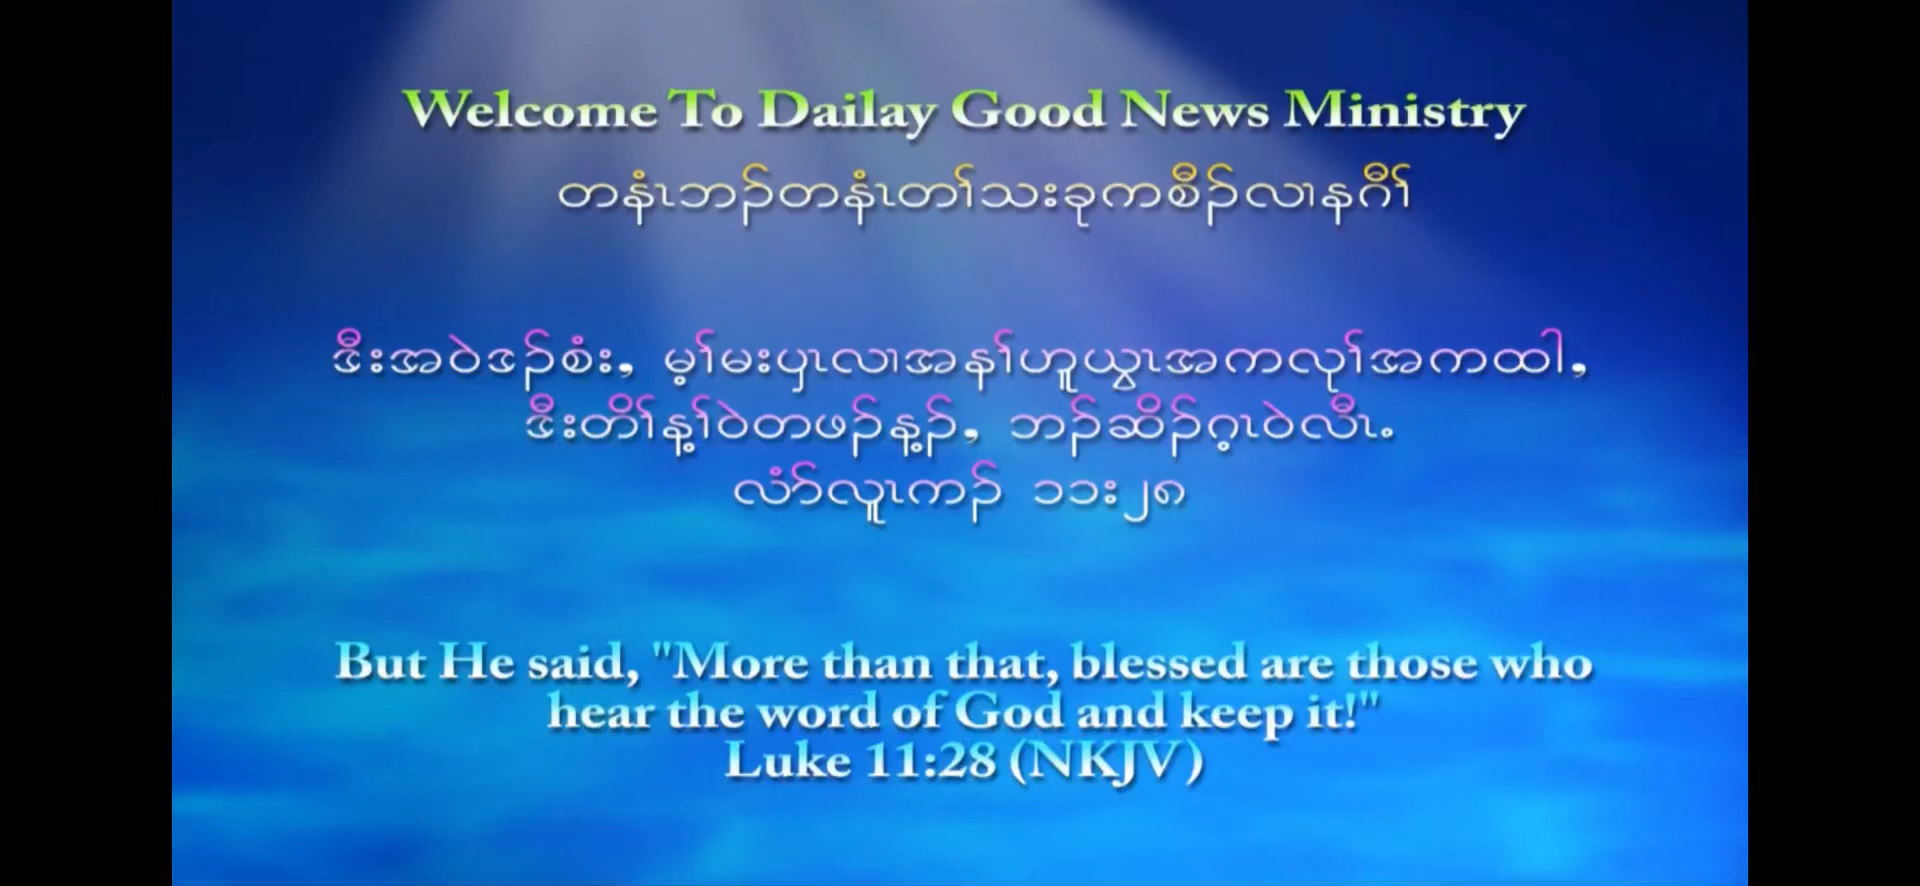 Welcome To Dailay Good News Ministry
တနံၤဘၣ်တနံၤတၢ်သးခုကစီၣ်လၢနဂီၢ်
ဒီးအဝဲဒၣ်စံး, မ့ၢ်မးပှၤလၢအနၢ်ဟူယွၤအကလုၢ်အကထါ,
ဒီးတိၢ်န့ၢ်ဝဲတဖၣ်န့ၣ်, ဘၣ်ဆိၣ်ဂ့ၤဝဲလီၤ.
လံာ်လူၤကၣ် ၁၁း၂၈
But He said, "More than that, blessed are those who
hear the word of God and keep it!"
Luke 11:28 (NKJV)